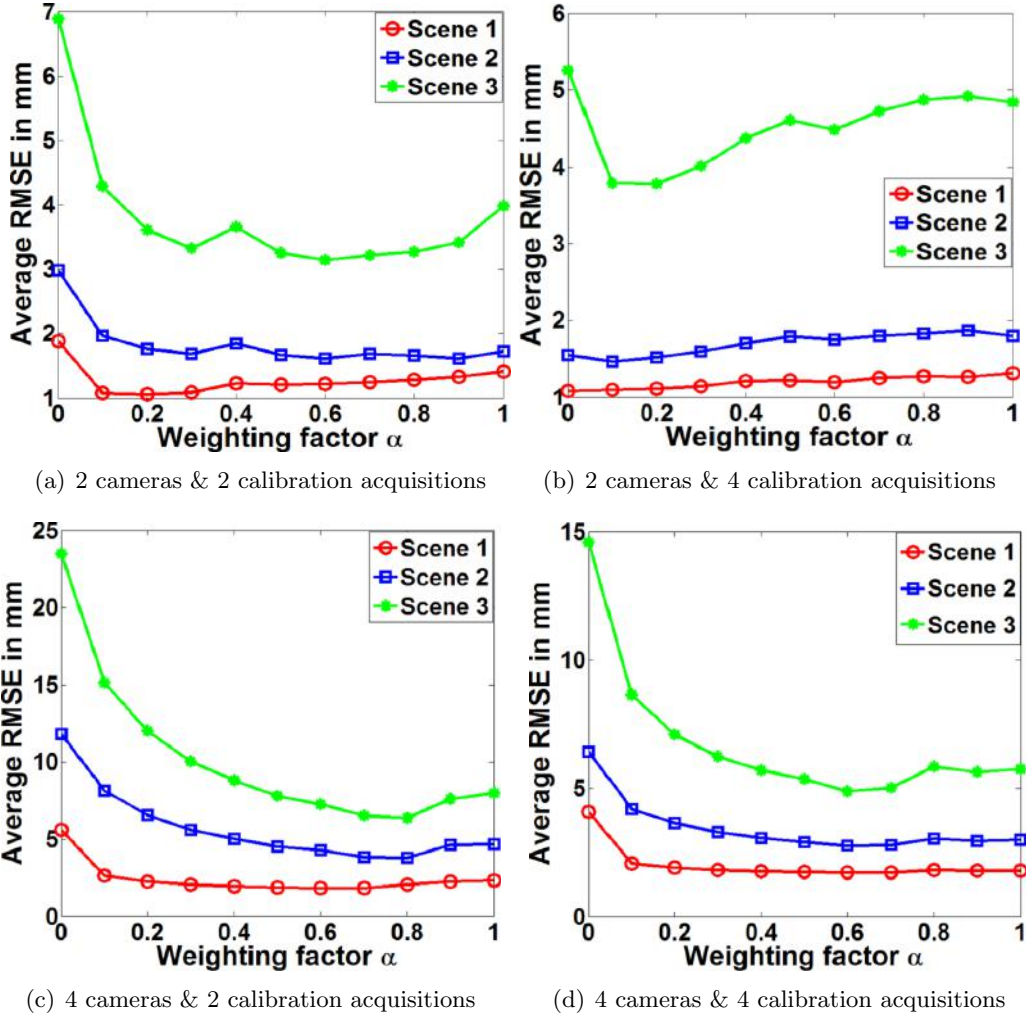 7
6
5
4
3
2
1
Average RMSE in mm
Scene 1
Scene 2
Scene 3
0 0.2 0.4 0.6 0.8 1
Weighting factor α
(a) 2 cameras & 2 calibration acquisitions
6
5
4
3
2
1
Average RMSE in mm
Scene 1
Scene 2
Scene 3
0 0.2 0.4 0.6 0.8 1
Weighting factor α
(b) 2 cameras & 4 calibration acquisitions
25
20
15
10
5
0
Average RMSE in mm
Scene 1
Scene 2
Scene 3
0 0.2 0.4 0.6 0.8 1
Weighting factor α
(c) 4 cameras & 2 calibration acquisitions
15
10
5
0
Average RMSE in mm
Scene 1
Scene 2
Scene 3
0 0.2 0.4 0.6 0.8 1
Weighting factor α
(d) 4 cameras & 4 calibration acquisitions